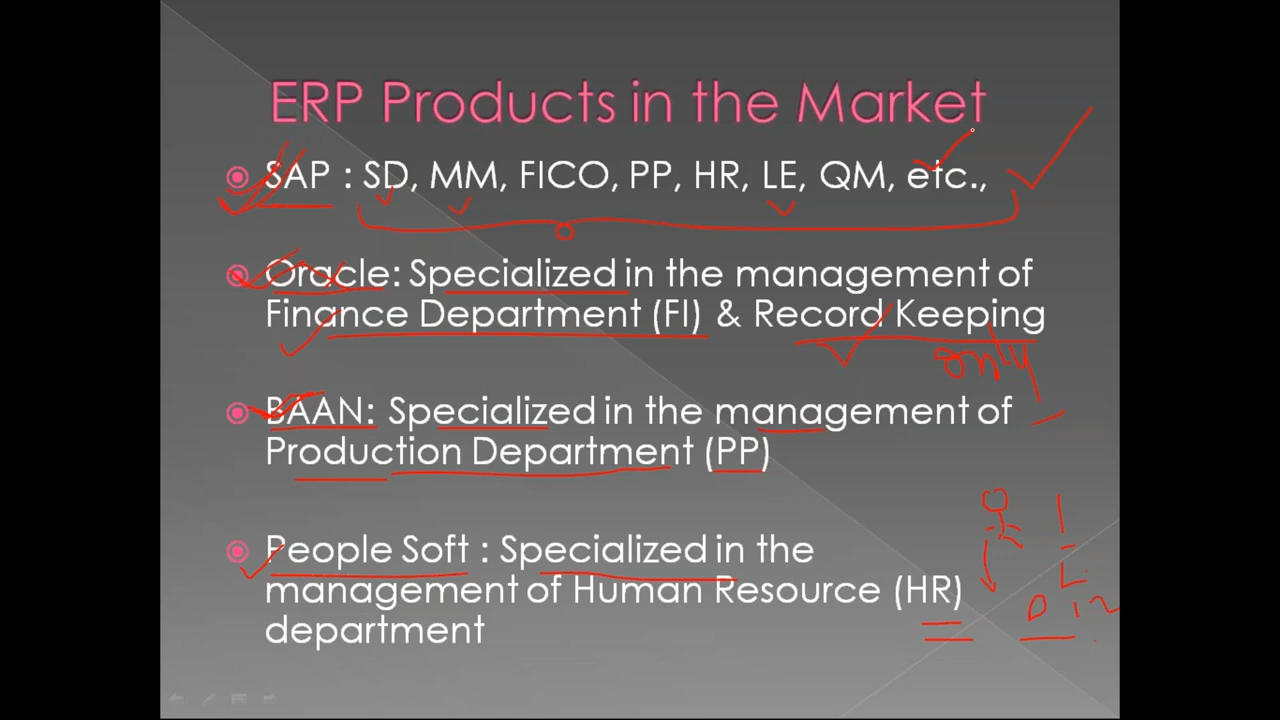 ERP Products in the Market
SAP : SD, MM, FICO, PP, HR, LE, QM, etc.,
Oracle: Specialized in the management of
Finance Department (FI) & Record Keeping
only
BAAN: Specialized in the management of
Production Department (PP)
People Soft : Specialized in the
management of Human Resource (HR)
department